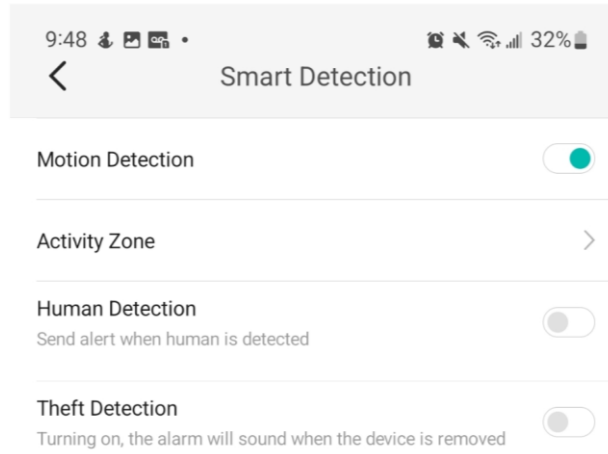 9:48
32%
Smart Detection
Motion Detection
Activity Zone
Human Detection
Send alert when human is detected
Theft Detection
Turning on, the alarm will sound when the device is removed